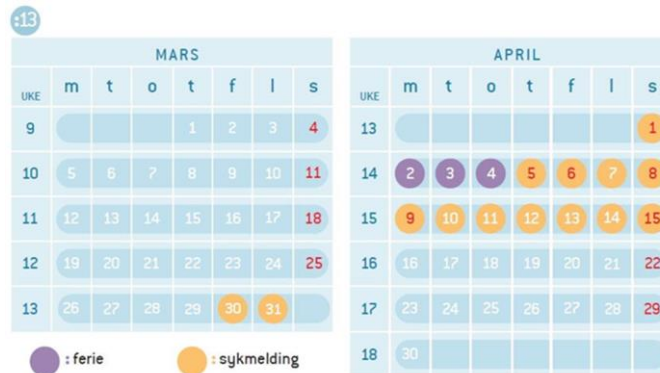 :13
MARS
UKE m t o t f l s
9 1 2 3 4
10 5 6 7 8 9 10 11
11 12 13 14 15 16 17 18
12 19 20 21 22 23 24 25
13 26 27 28 29 30 31
: ferie : sykmelding
APRIL
UKE m t o t f l s
13 1
14 2 3 4 5 6 7 8
15 9 10 11 12 13 14 15
16 16 17 18 19 20 21 22
17 23 24 25 26 27 28 29
18 30